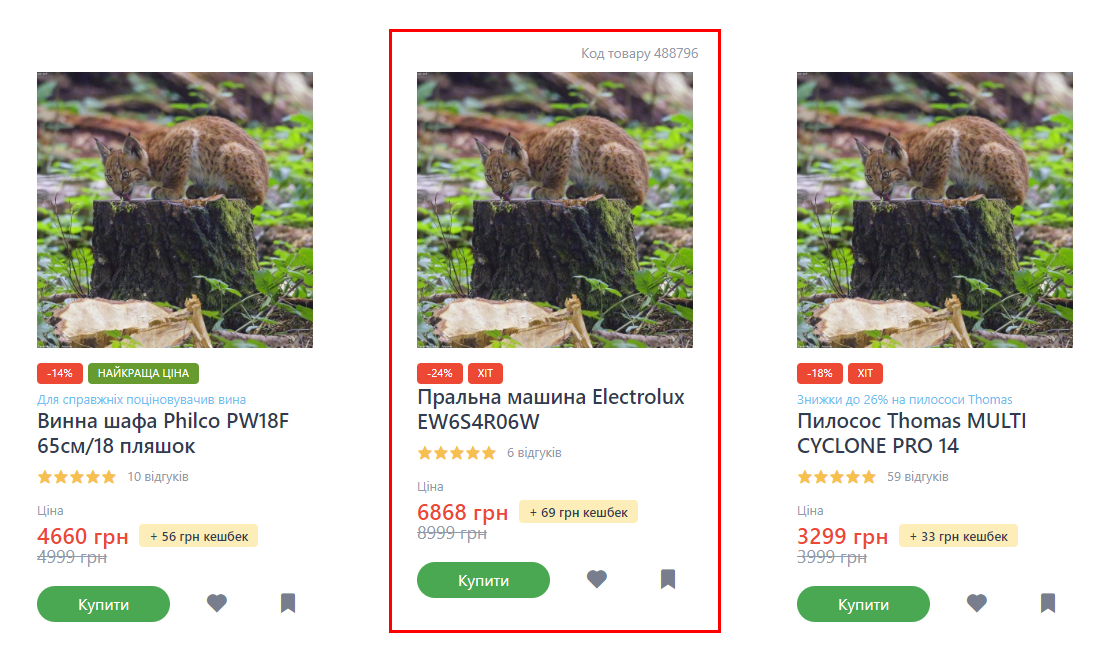 -14% НАЙКРАЩА ЦІНА
Для справжніх поціновувачив вина
Винна шафа Philco PW18F
65см/18 пляшок
10 відгуків
Ціна
4660 грн + 56 грн кешбек
4999 грн
Купити
Код товару 488796
-24% ХІТ
Пральна машина Electrolux
EW6S4R06W
6 відгуків
Ціна
6868 грн + 69 грн кешбек
8999 грн
Купити
-18% ХІТ
Знижки до 26% на пилососи Thomas
Пилосос Thomas MULTI
CYCLONE PRO 14
59 відгуків
Ціна
3299 грн + 33 грн кешбек
3999 грн
Купити